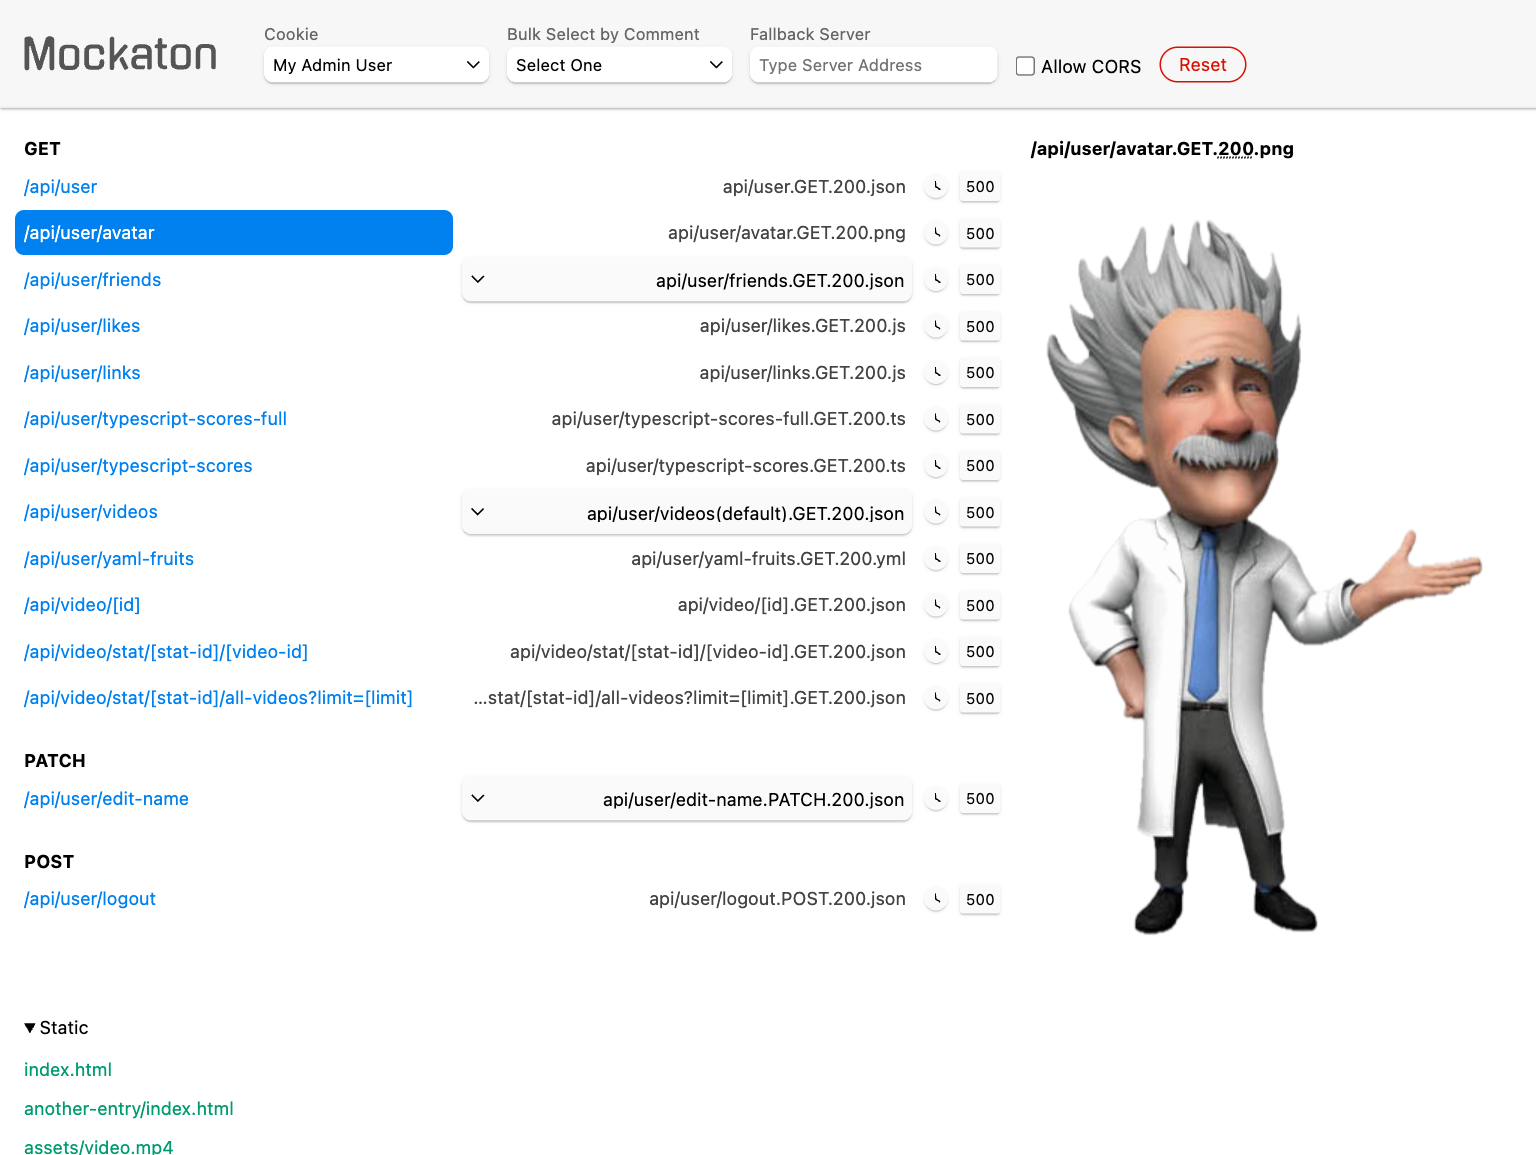 Mockaton
Cookie
My Admin User
Bulk Select by Comment
Select One
Fallback Server
Type Server Address
Allow CORS
Reset
GET
/api/user api/user.GET.200.json 500
/api/user/avatar api/user/avatar.GET.200.png 500
/api/user/friends api/user/friends.GET.200.json 500
/api/user/likes api/user/likes.GET.200.js 500
/api/user/links api/user/links.GET.200.js 500
/api/user/typescript-scores-full api/user/typescript-scores-full.GET.200.ts 500
/api/user/typescript-scores api/user/typescript-scores.GET.200.ts 500
/api/user/videos api/user/videos(default).GET.200.json 500
/api/user/yaml-fruits api/user/yaml-fruits.GET.200.yml 500
/api/video/[id] api/video/[id].GET.200.json 500
/api/video/stat/[stat-id]/[video-id] api/video/stat/[stat-id]/[video-id].GET.200.json 500
/api/video/stat/[stat-id]/all-videos?limit=[limit] ...stat/[stat-id]/all-videos?limit=[limit].GET.200.json 500
PATCH
/api/user/edit-name api/user/edit-name.PATCH.200.json 500
POST
/api/user/logout api/user/logout.POST.200.json 500
Static
index.html
another-entry/index.html
assets/video.mp4
/api/user/avatar.GET.200.png